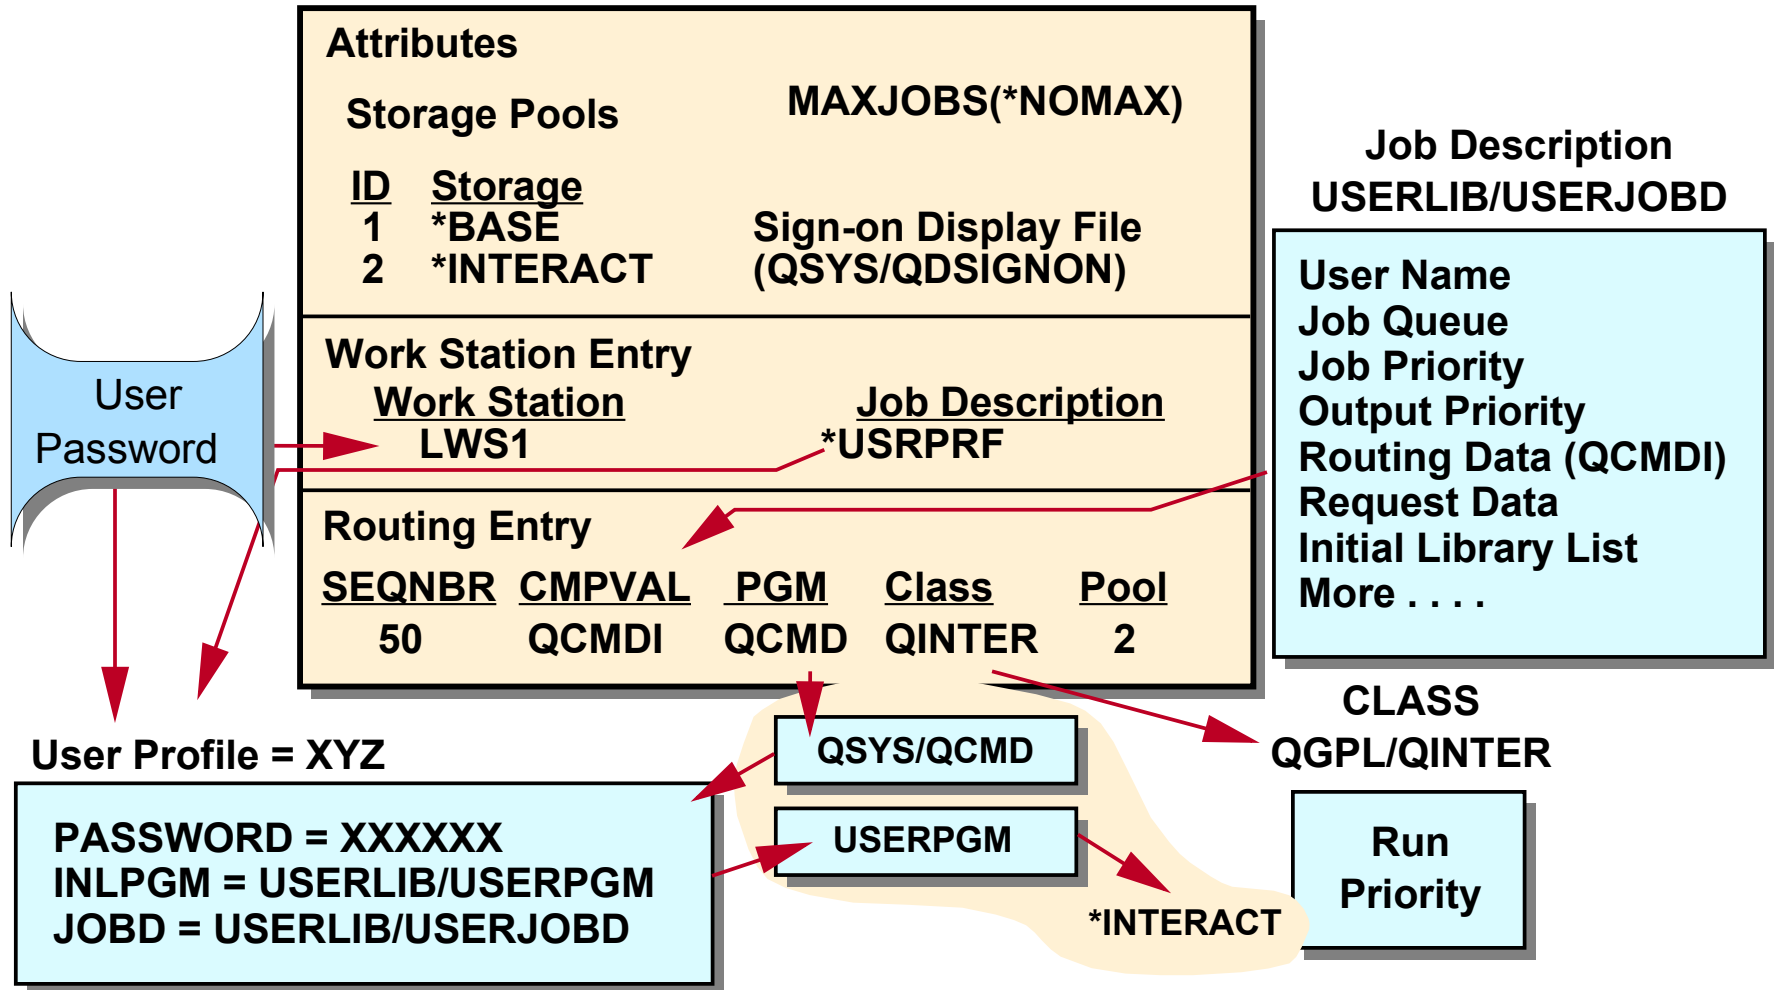 Attributes
Storage Pools
MAXJOBS(*NOMAX)
ID Storage
1 *BASE
2 *INTERACT
Sign-on Display File
(QSYS/QDSIGNON)
Work Station Entry
Work Station Job Description
LWS1 *USRPRF
Routing Entry
SEQNBR CMPVAL PGM Class Pool
50 QCMDI QCMD QINTER 2
User
Password
Job Description
USERLIB/USERJOBD
User Name
Job Queue
Job Priority
Output Priority
Routing Data (QCMDI)
Request Data
Initial Library List
More . . . .
User Profile = XYZ
PASSWORD = XXXXXX
INLPGM = USERLIB/USERPGM
JOBD = USERLIB/USERJOBD
QSYS/QCMD
USERPGM
*INTERACT
CLASS
QGPL/QINTER
Run
Priority